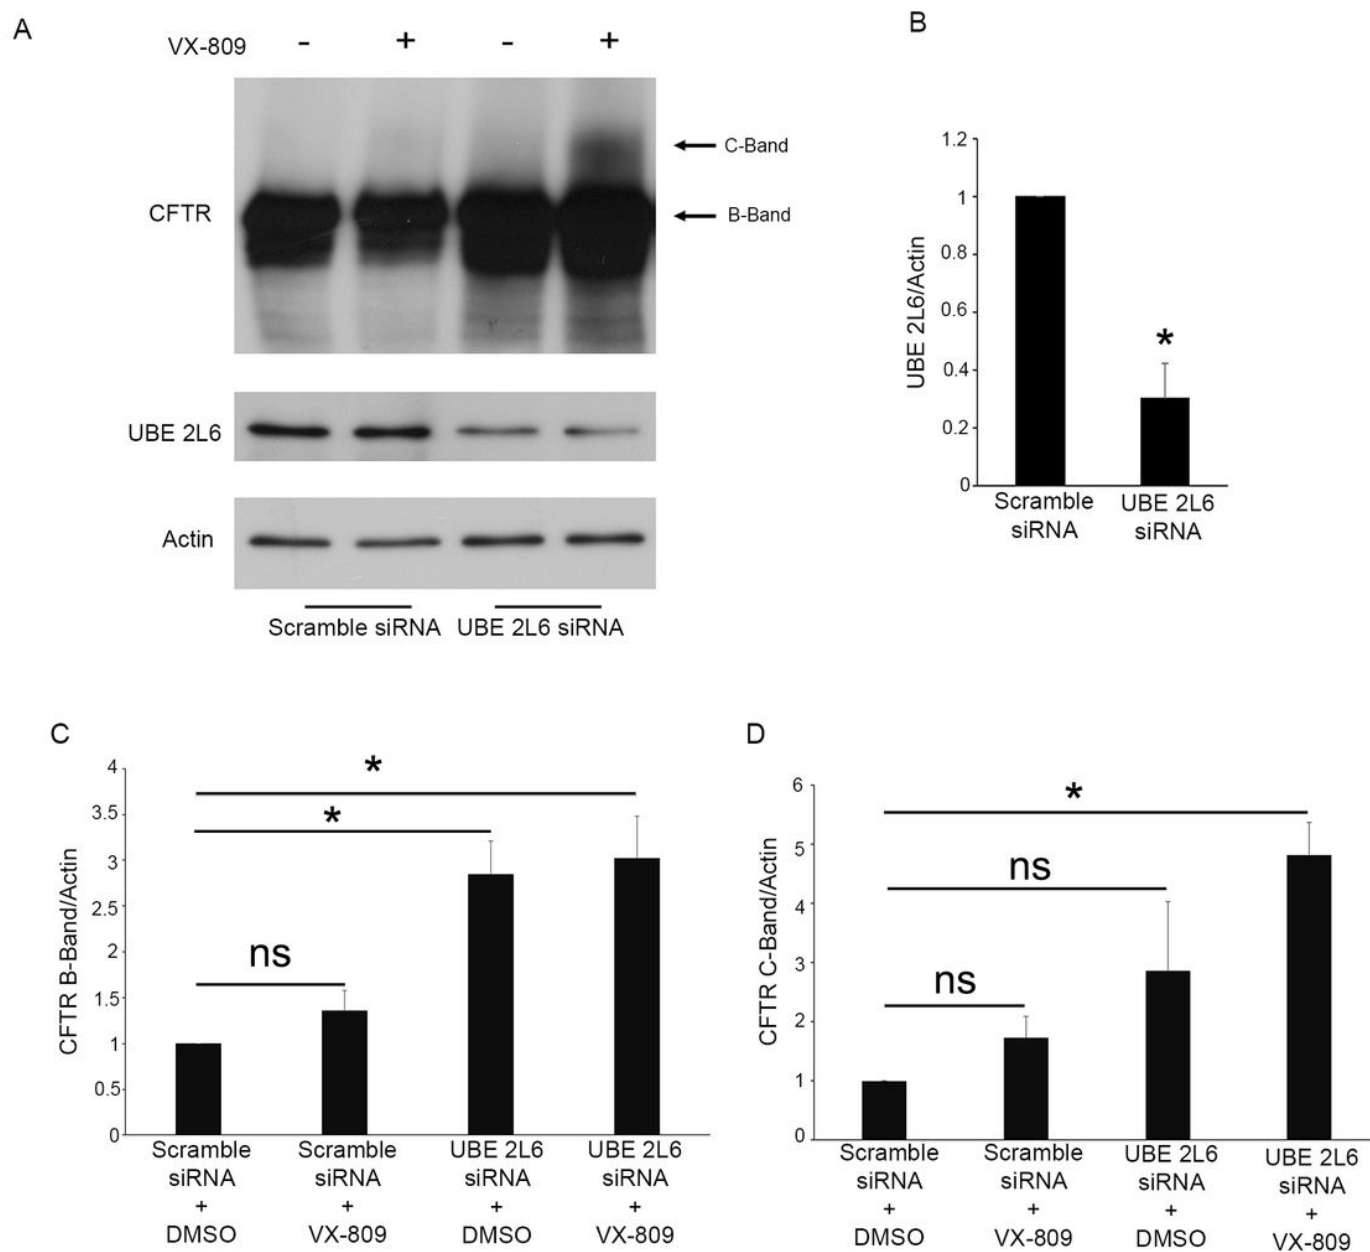 A
B
VX-809 - + - +
CFTR
C-Band
B-Band
UBE 2L6
Actin
Scramble siRNA UBE 2L6 siRNA
UBE 2L6/Actin
1.2
1
0.8
0.6
0.4
0.2
0
*
Scramble
siRNA
UBE 2L6
siRNA
C
CFTR B-Band/Actin
4
3.5
3
2.5
2
1.5
1
0.5
0
*
*
ns
Scramble
siRNA
+
DMSO
Scramble
siRNA
+
VX-809
UBE 2L6
siRNA
+
DMSO
UBE 2L6
siRNA
+
VX-809
D
CFTR C-Band/Actin
6
5
4
3
2
1
0
*
ns
ns
Scramble
siRNA
+
DMSO
Scramble
siRNA
+
VX-809
UBE 2L6
siRNA
+
DMSO
UBE 2L6
siRNA
+
VX-809